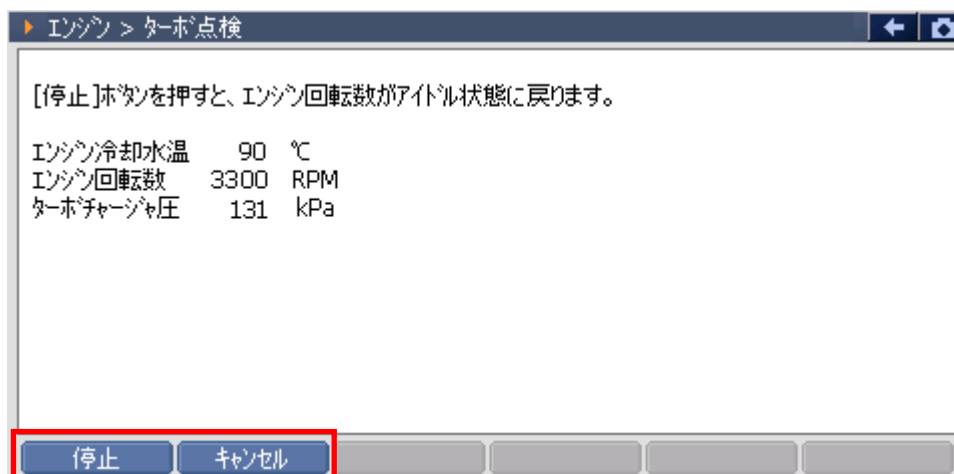 エンジン > ターボ点検
[停止]ボタンを押すと、エンジン回転数がアイドル状態に戻ります。
エンジン冷却水温 90 ℃
エンジン回転数 3300 RPM
ターボチャージャ圧 131 kPa
停止 キャンセル